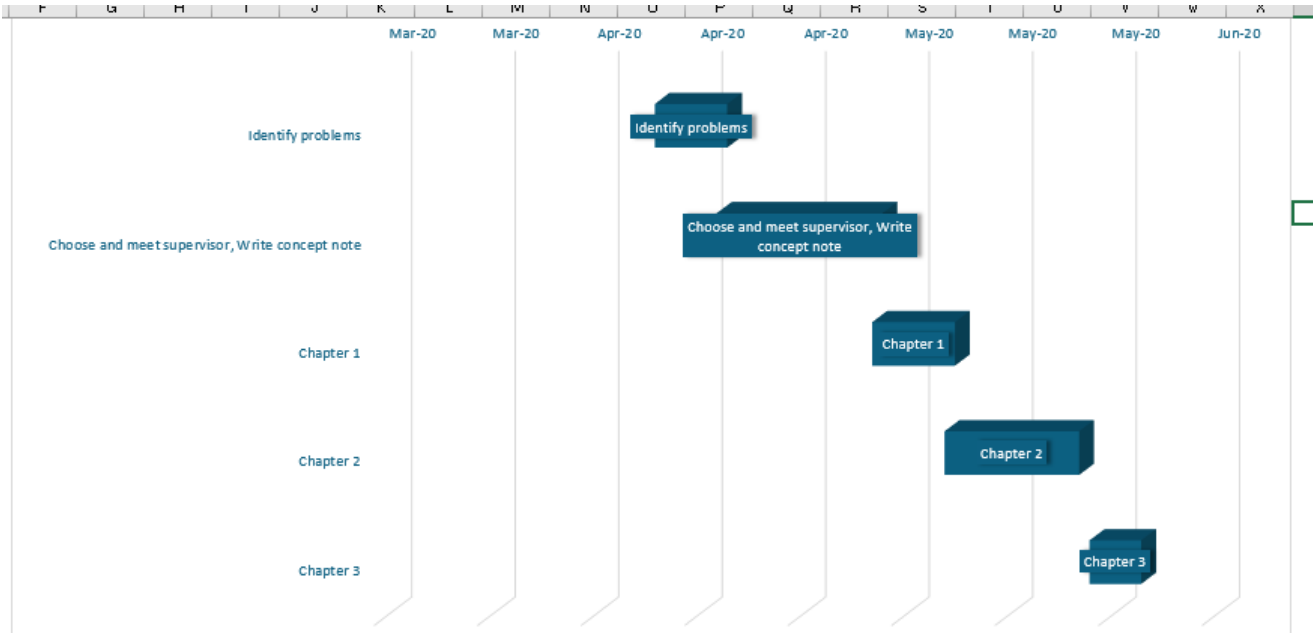 F G H I J K L M N O P Q R S T U V W X
Mar-20 Mar-20 Apr-20 Apr-20 Apr-20 May-20 May-20 May-20 Jun-20
Identify problems
Identify problems
Choose and meet supervisor, Write
concept note
Choose and meet supervisor, Write concept note
Chapter 1
Chapter 1
Chapter 2
Chapter 2
Chapter 3
Chapter 3